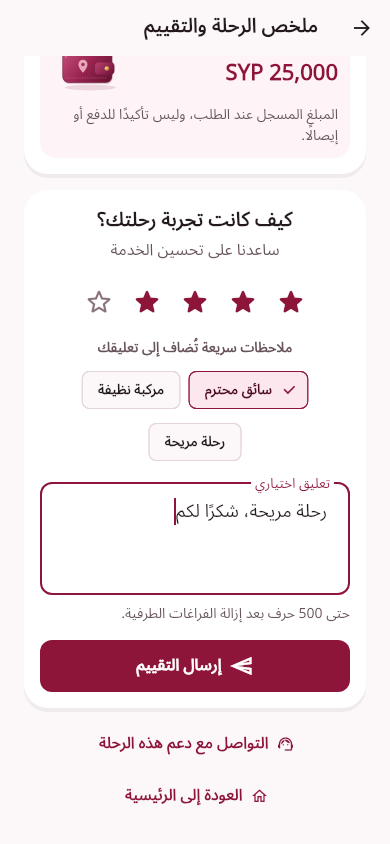 ملخص الرحلة والتقييم
SYP 25,000
المبلغ المسجل عند الطلب، وليس تأكيدًا للدفع أو
إيصالًا.
كيف كانت تجربة رحلتك؟
ساعدنا على تحسين الخدمة
ملاحظات سريعة تُضاف إلى تعليقك
سائق محترم
مركبة نظيفة
رحلة مريحة
تعليق اختياري
رحلة مريحة، شكرًا لكم
حتى 500 حرف بعد إزالة الفراغات الطرفية.
إرسال التقييم
التواصل مع دعم هذه الرحلة
العودة إلى الرئيسية